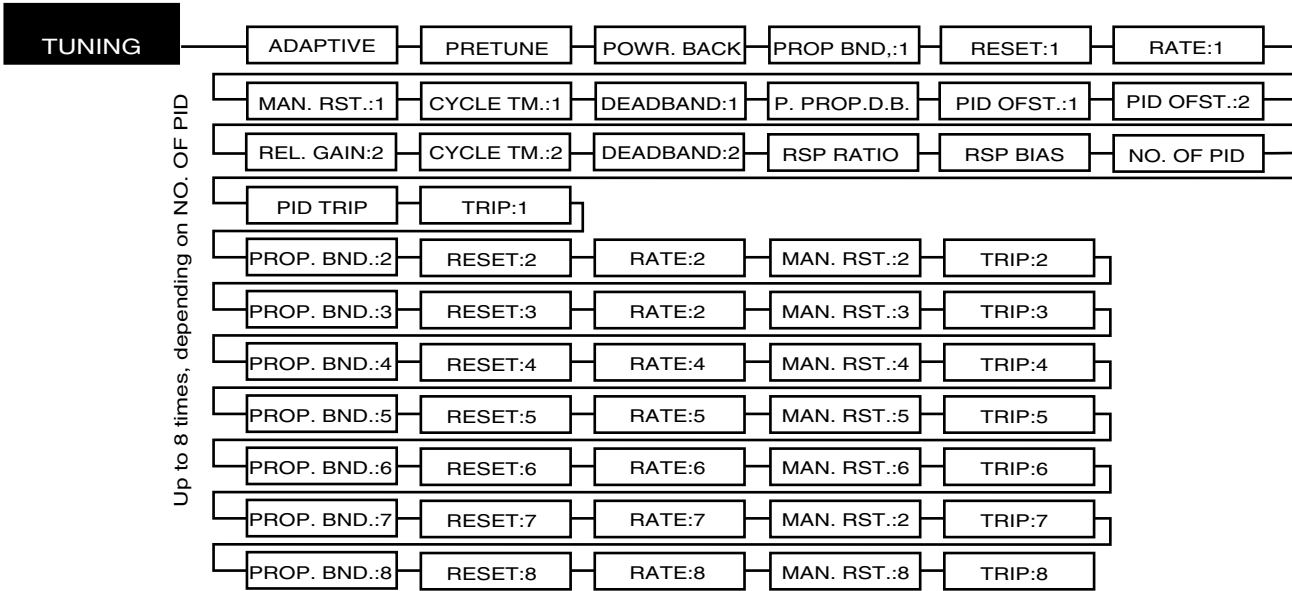 TUNING ADAPTIVE PRETUNE POWR. BACK PROP BND,:1 RESET:1 RATE:1
MAN. RST.:1 CYCLE TM.:1 DEADBAND:1 P. PROP.D.B. PID OFST.:1 PID OFST.:2
REL. GAIN:2 CYCLE TM.:2 DEADBAND:2 RSP RATIO RSP BIAS NO. OF PID
PID TRIP TRIP:1
PROP. BND.:2 RESET:2 RATE:2 MAN. RST.:2 TRIP:2
PROP. BND.:3 RESET:3 RATE:2 MAN. RST.:3 TRIP:3
PROP. BND.:4 RESET:4 RATE:4 MAN. RST.:4 TRIP:4
PROP. BND.:5 RESET:5 RATE:5 MAN. RST.:5 TRIP:5
PROP. BND.:6 RESET:6 RATE:6 MAN. RST.:6 TRIP:6
PROP. BND.:7 RESET:7 RATE:7 MAN. RST.:2 TRIP:7
PROP. BND.:8 RESET:8 RATE:8 MAN. RST.:8 TRIP:8
Up to 8 times, depending on NO. OF PID